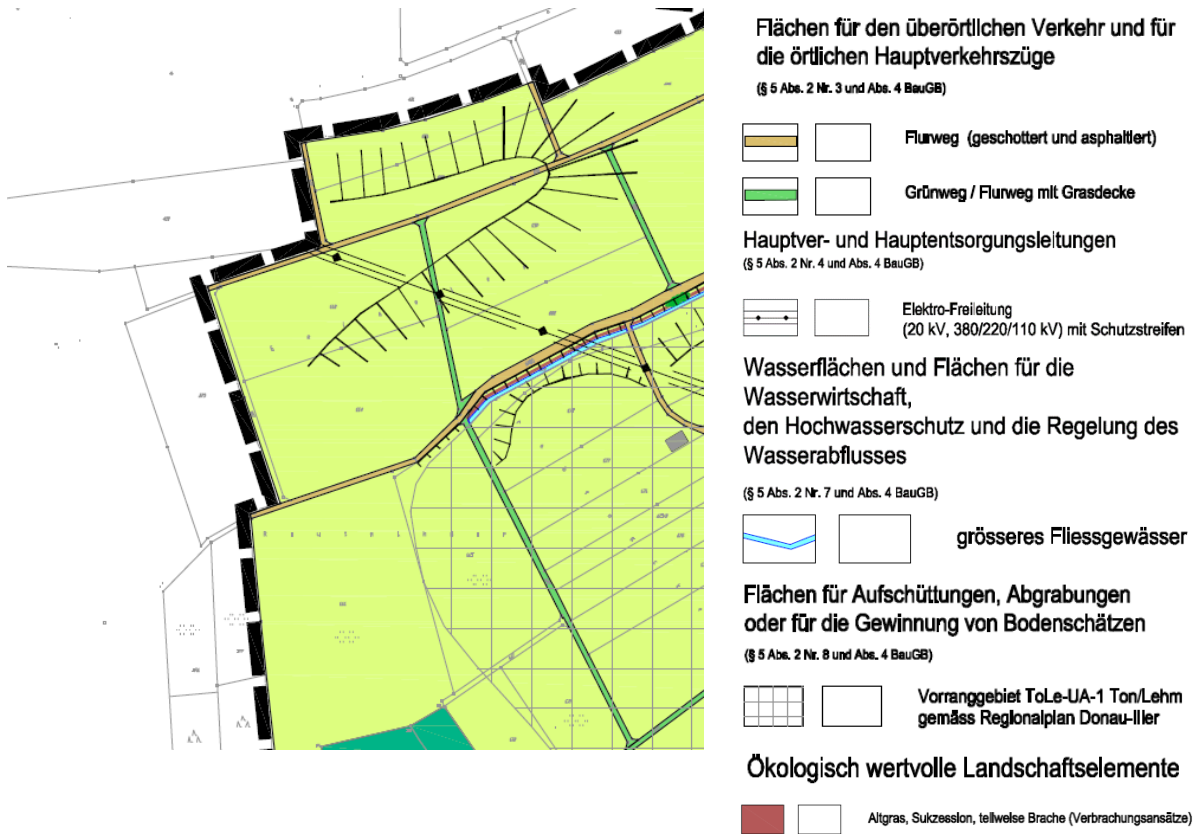 Flächen für den überörtlichen Verkehr und für
die örtlichen Hauptverkehrszüge
(§ 5 Abs. 2 Nr. 3 und Abs. 4 BauGB)
Flurweg (geschottert und asphaltiert)
Grünweg / Flurweg mit Grasdecke
Hauptver- und Hauptentsorgungsleitungen
(§ 5 Abs. 2 Nr. 4 und Abs. 4 BauGB)
Elektro-Freileitung
(20 kV, 380/220/110 kV) mit Schutzstreifen
Wasserflächen und Flächen für die
Wasserwirtschaft,
den Hochwasserschutz und die Regelung des
Wasserabflusses
(§ 5 Abs. 2 Nr. 7 und Abs. 4 BauGB)
grösseres Fliessgewässer
Flächen für Aufschüttungen, Abgrabungen
oder für die Gewinnung von Bodenschätzen
(§ 5 Abs. 2 Nr. 8 und Abs. 4 BauGB)
Vorranggebiet ToLe-UA-1 Ton/Lehm
gemäss Regionalplan Donau-Iller
Ökologisch wertvolle Landschaftselemente
Altgras, Sukzession, teilweise Brache (Verbrachungsansätze)